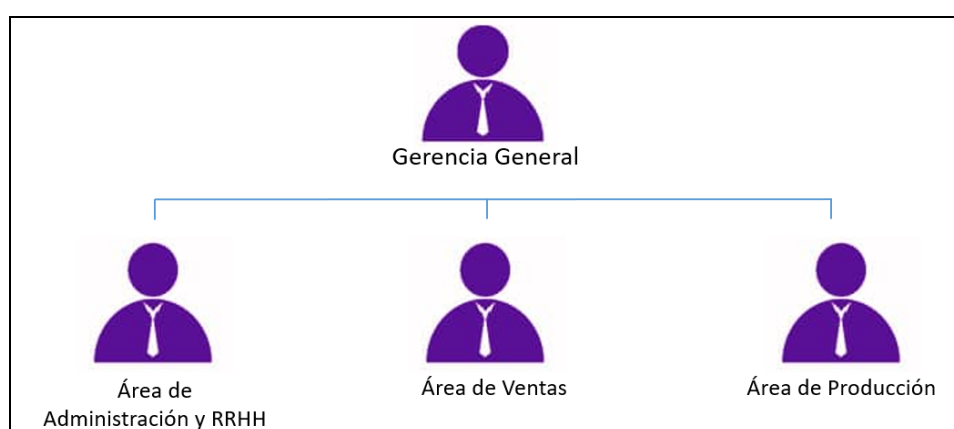 Gerencia General
Área de
Administración y RRHH
Área de Ventas
Área de Producción